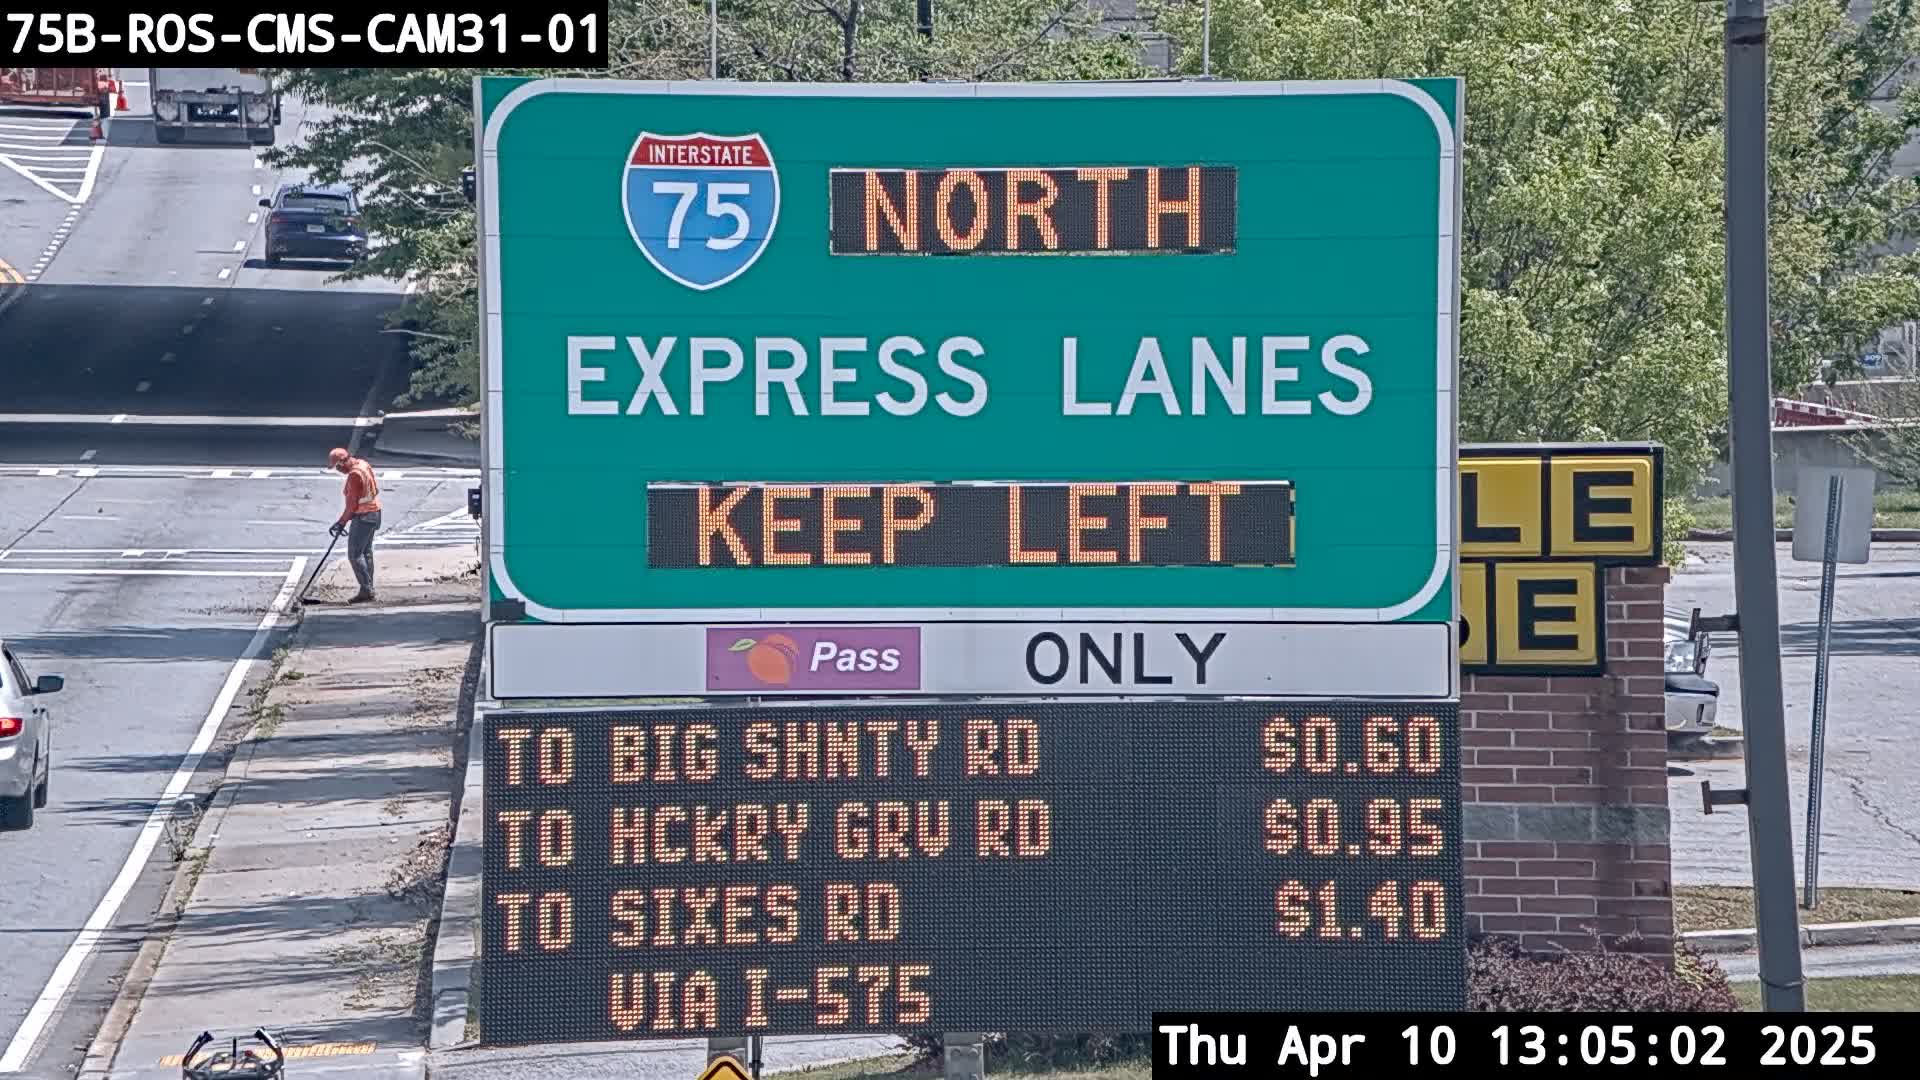 75B-ROS-CMS-CAM31-01
INTERSTATE
75
NORTH
EXPRESS LANES
KEEP LEFT
LE
E
Pass ONLY
TO BIG SHNTY RD $0.60
TO HCKRY GRV RD $0.95
TO SIXES RD $1.40
VIA I-575
Thu Apr 10 13:05:02 2025